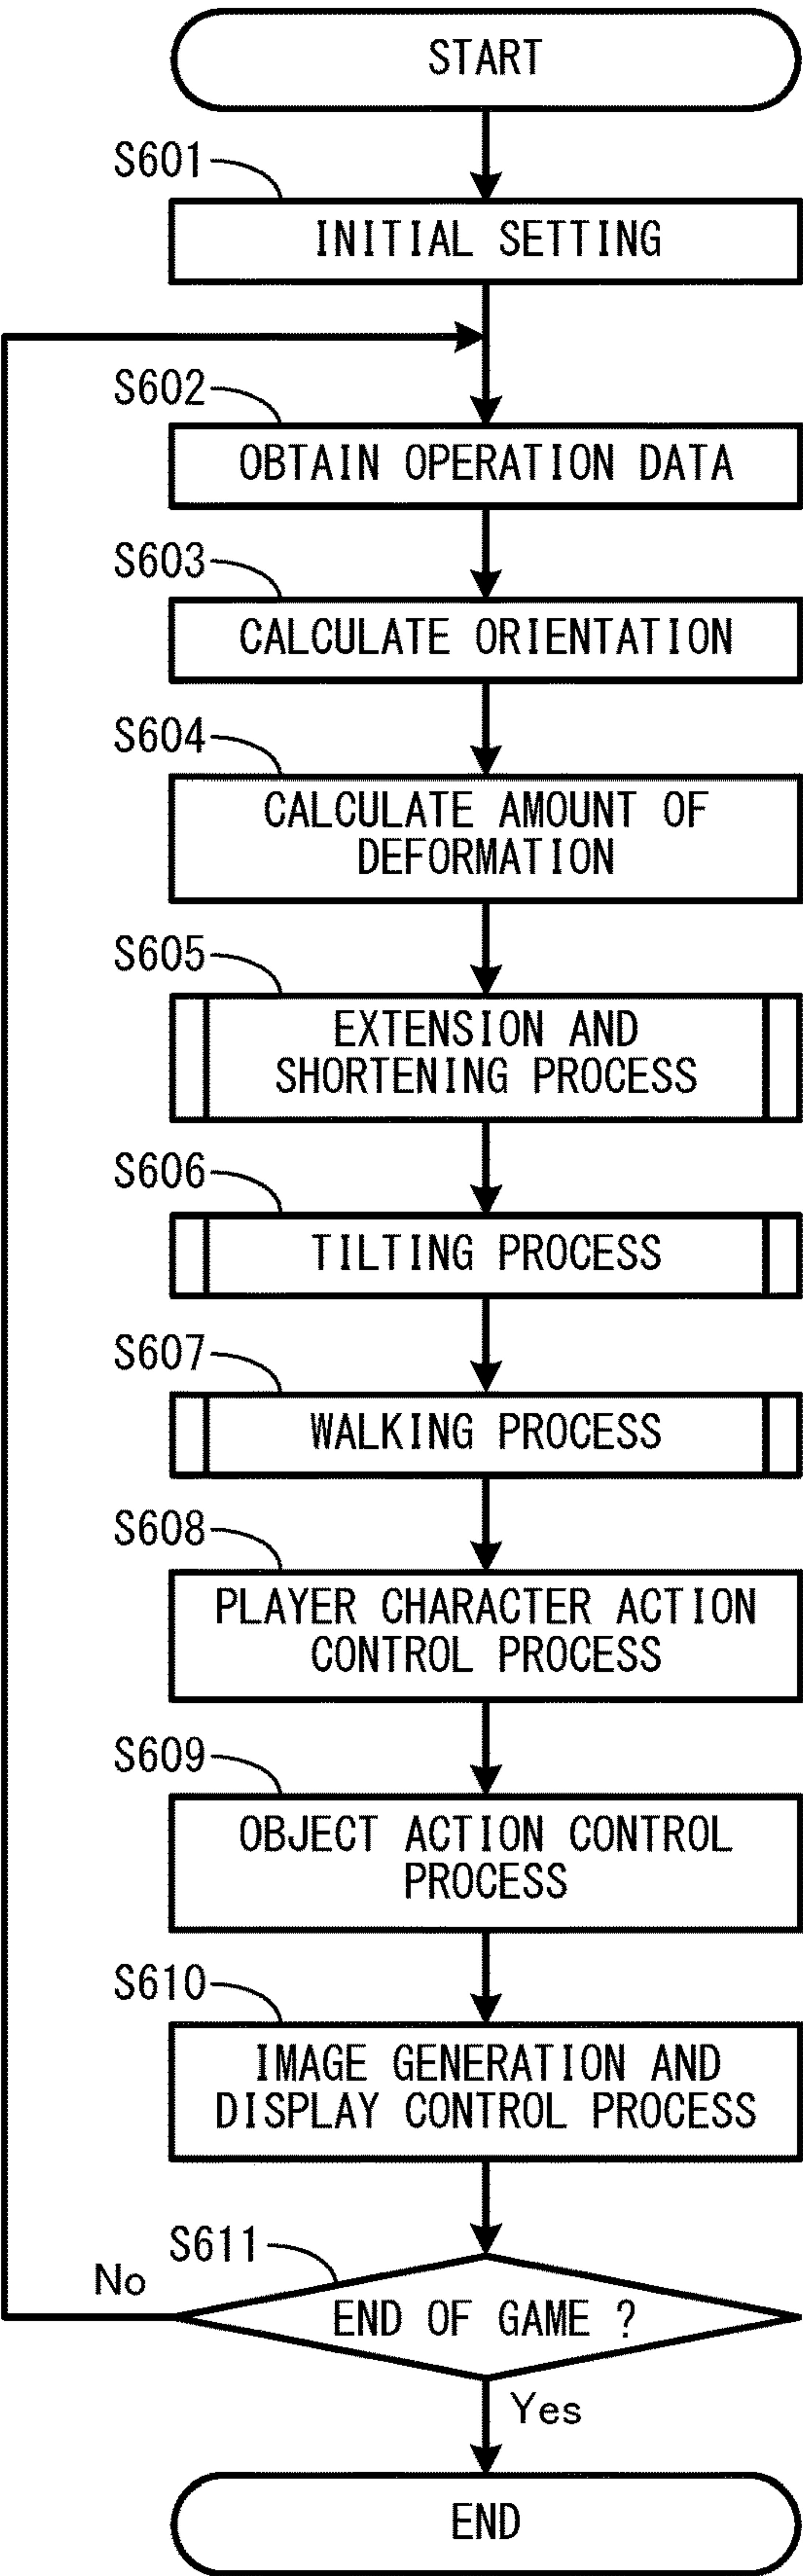 START
S601
INITIAL SETTING
S602
OBTAIN OPERATION DATA
S603
CALCULATE ORIENTATION
S604
CALCULATE AMOUNT OF
DEFORMATION
S605
EXTENSION AND
SHORTENING PROCESS
S606
TILTING PROCESS
S607
WALKING PROCESS
S608
PLAYER CHARACTER ACTION
CONTROL PROCESS
S609
OBJECT ACTION CONTROL
PROCESS
S610
IMAGE GENERATION AND
DISPLAY CONTROL PROCESS
S611
No
END OF GAME ?
Yes
END